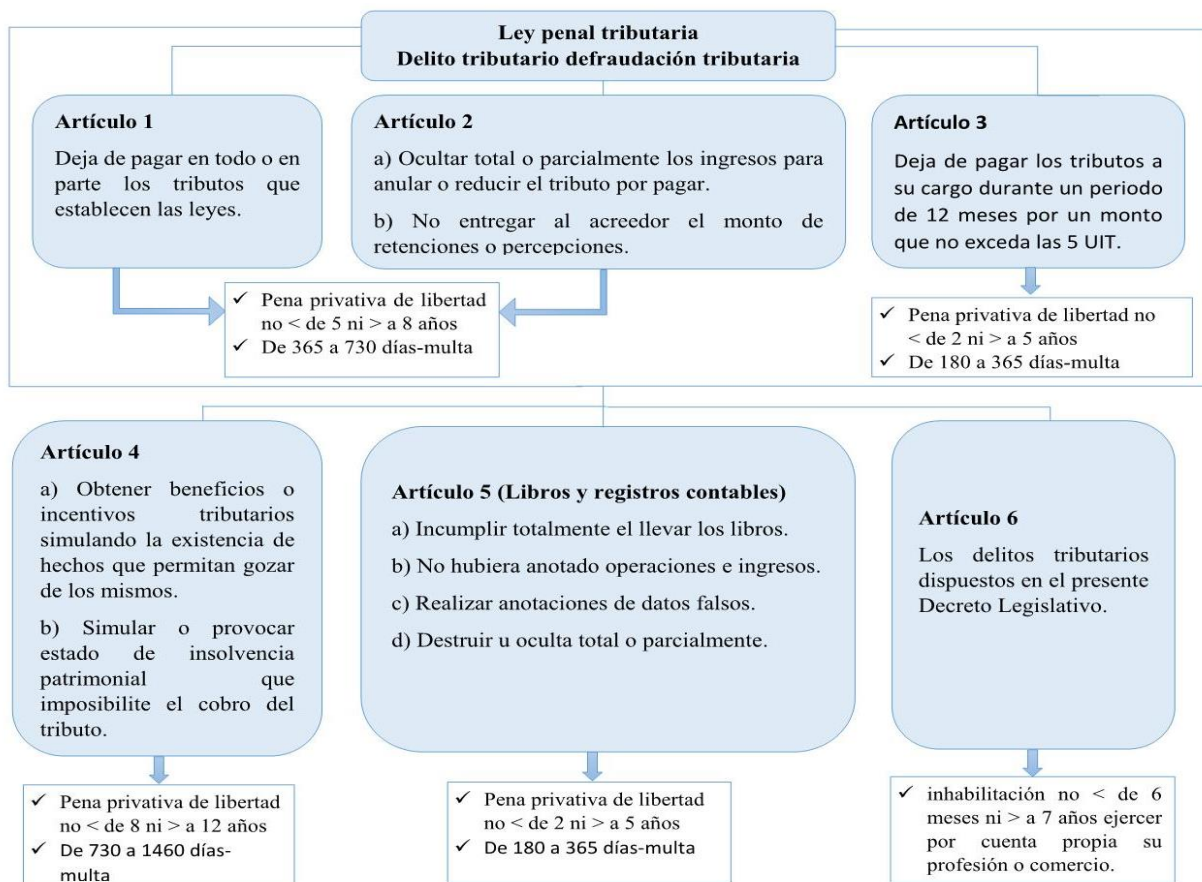 Ley penal tributaria
Delito tributario defraudación tributaria
Artículo 1
Deja de pagar en todo o en
parte los tributos que
establecen las leyes.
Artículo 2
a) Ocultar total o parcialmente los ingresos para
anular o reducir el tributo por pagar.
b) No entregar al acreedor el monto de
retenciones o percepciones.
Artículo 3
Deja de pagar los tributos a
su cargo durante un periodo
de 12 meses por un monto
que no exceda las 5 UIT.
✓ Pena privativa de libertad
no < de 5 ni > a 8 años
✓ De 365 a 730 días-multa
✓ Pena privativa de libertad no
< de 2 ni > a 5 años
✓ De 180 a 365 días-multa
Artículo 4
a) Obtener beneficios o
incentivos tributarios
simulando la existencia de
hechos que permitan gozar
de los mismos.
b) Simular o provocar
estado de insolvencia
patrimonial que
imposibilite el cobro del
tributo.
Artículo 5 (Libros y registros contables)
a) Incumplir totalmente el llevar los libros.
b) No hubiera anotado operaciones e ingresos.
c) Realizar anotaciones de datos falsos.
d) Destruir u oculta total o parcialmente.
Artículo 6
Los delitos tributarios
dispuestos en el presente
Decreto Legislativo.
✓ Pena privativa de libertad
no < de 8 ni > a 12 años
✓ De 730 a 1460 días-
multa
✓ Pena privativa de libertad
no < de 2 ni > a 5 años
✓ De 180 a 365 días-multa
✓ inhabilitación no < de 6
meses ni > a 7 años ejercer
por cuenta propia su
profesión o comercio.